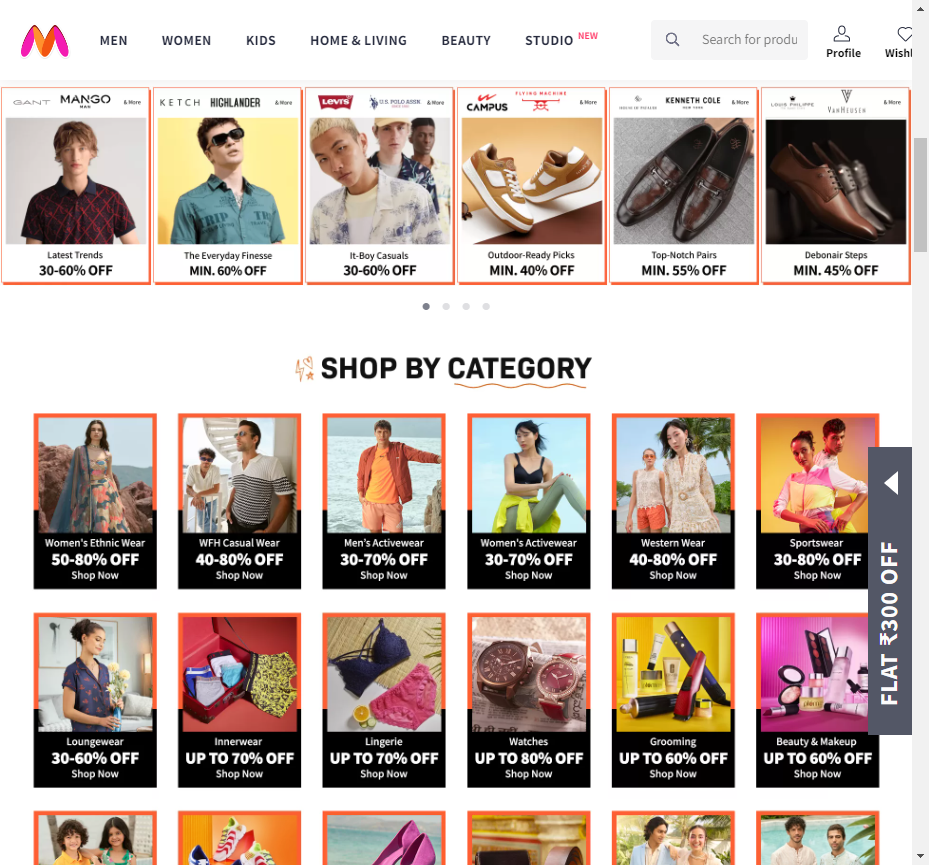 MEN
WOMEN
KIDS
HOME & LIVING
BEAUTY
STUDIO NEW
Search for produ
Profile
Wishl
GANT
MANGO
MAN
& More
Latest Trends
30-60% OFF
KETCH
HIGHLANDER
& More
The Everyday Finesse
MIN. 60% OFF
Levi's
U.S. POLO ASSN.
& More
It-Boy Casuals
30-60% OFF
CAMPUS
FLYING MACHINE
& More
Outdoor-Ready Picks
MIN. 40% OFF
KENNETH COLE
NEW YORK
& More
Top-Notch Pairs
MIN. 55% OFF
LOUIS PHILIPPE
VAN HEUSEN
& More
Debonair Steps
MIN. 45% OFF
SHOP BY CATEGORY
TRIP TR
Women's Ethnic Wear
50-80% OFF
Shop Now
WFH Casual Wear
40-80% OFF
Shop Now
Men's Activewear
30-70% OFF
Shop Now
Women's Activewear
30-70% OFF
Shop Now
Western Wear
40-80% OFF
Shop Now
Sportswear
30-80% OFF
Shop Now
FLAT ₹300 OFF
Loungewear
30-60% OFF
Shop Now
Innerwear
UP TO 70% OFF
Shop Now
Lingerie
UP TO 70% OFF
Shop Now
Watches
UP TO 80% OFF
Shop Now
Grooming
UP TO 60% OFF
Shop Now
Beauty & Makeup
UP TO 60% OFF
Shop Now